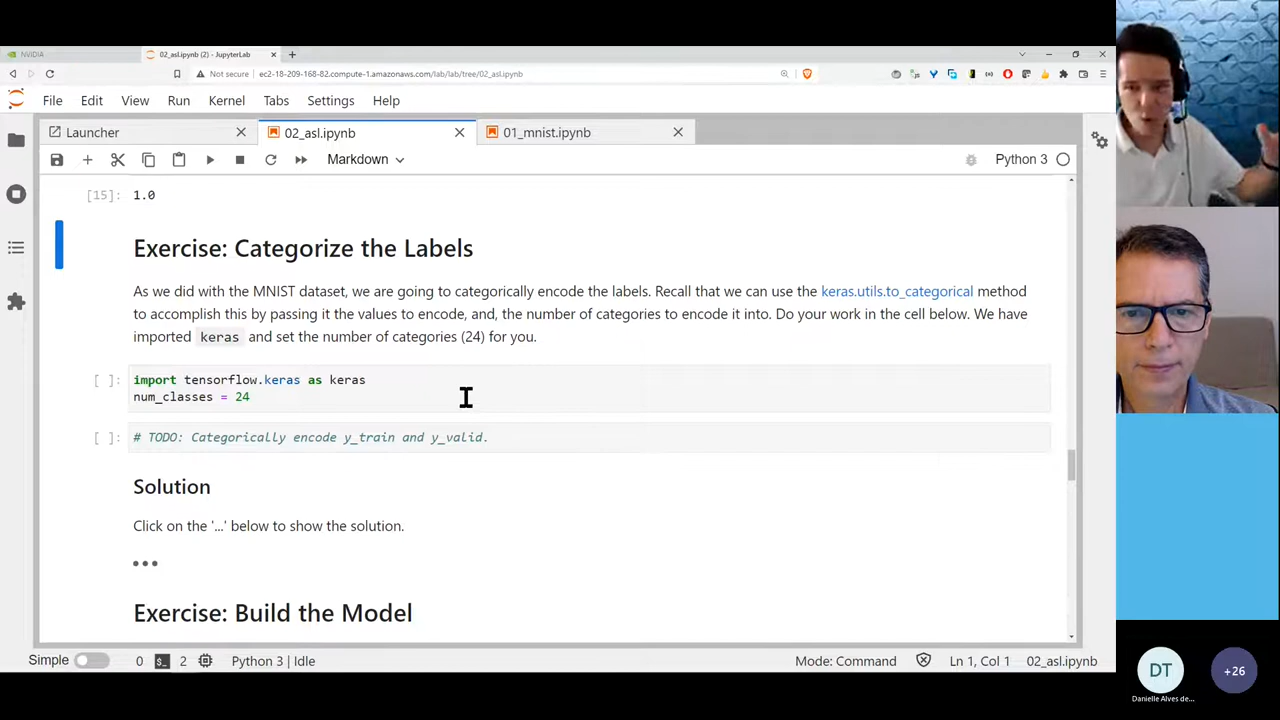 NVIDIA
02_asl.ipynb (2) - JupyterLab
Not secure
ec2-18-209-168-82.compute-1.amazonaws.com/lab/lab/tree/02_asl.ipynb
File Edit View Run Kernel Tabs Settings Help
Launcher
02_asl.ipynb
01_mnist.ipynb
Markdown
Python 3
[15]: 1.0
Exercise: Categorize the Labels
As we did with the MNIST dataset, we are going to categorically encode the labels. Recall that we can use the keras.utils.to_categorical method
to accomplish this by passing it the values to encode, and, the number of categories to encode it into. Do your work in the cell below. We have
imported keras and set the number of categories (24) for you.
[ ]: import tensorflow.keras as keras
num_classes = 24
[ ]: # TODO: Categorically encode y_train and y_valid.
Solution
Click on the '...' below to show the solution.
Exercise: Build the Model
Simple 0 $_ 2 Python 3 | Idle Mode: Command Ln 1, Col 1 02_asl.ipynb
DT
Danielle Alves de...
+26